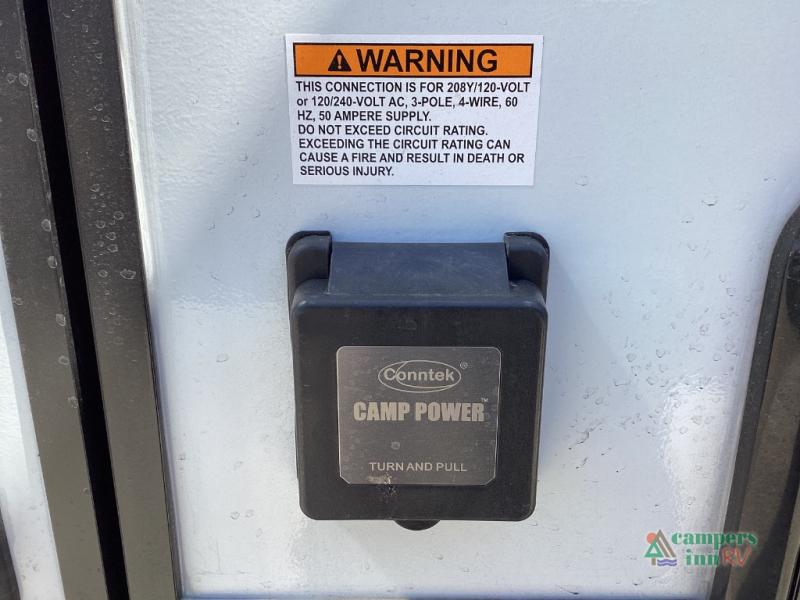 WARNING
THIS CONNECTION IS FOR 208Y/120-VOLT
or 120/240-VOLT AC, 3-POLE, 4-WIRE, 60
HZ, 50 AMPERE SUPPLY.
DO NOT EXCEED CIRCUIT RATING.
EXCEEDING THE CIRCUIT RATING CAN
CAUSE A FIRE AND RESULT IN DEATH OR
SERIOUS INJURY.
Conntek®
CAMP POWER™
TURN AND PULL
campers
inn RV